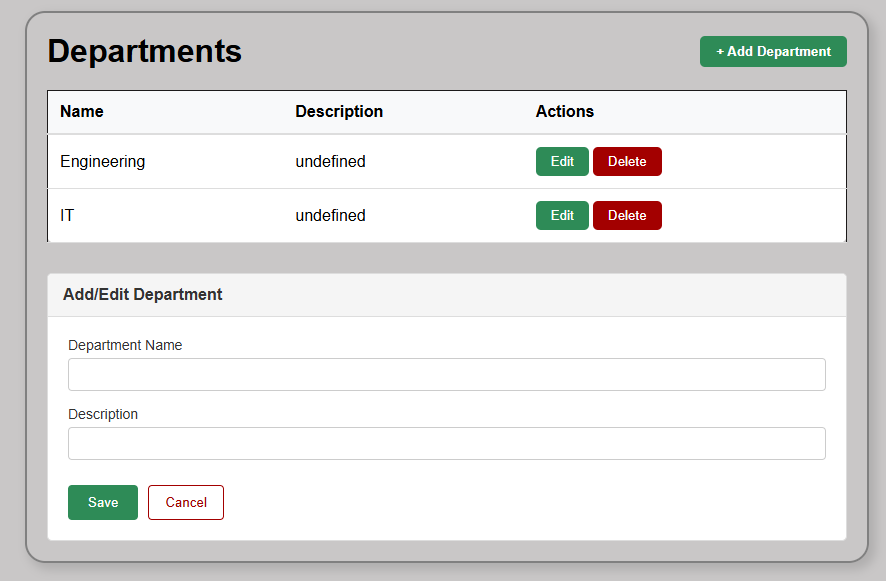 Departments
+ Add Department
Name Description Actions
Engineering undefined Edit Delete
IT undefined Edit Delete
Add/Edit Department
Department Name
Description
Save Cancel